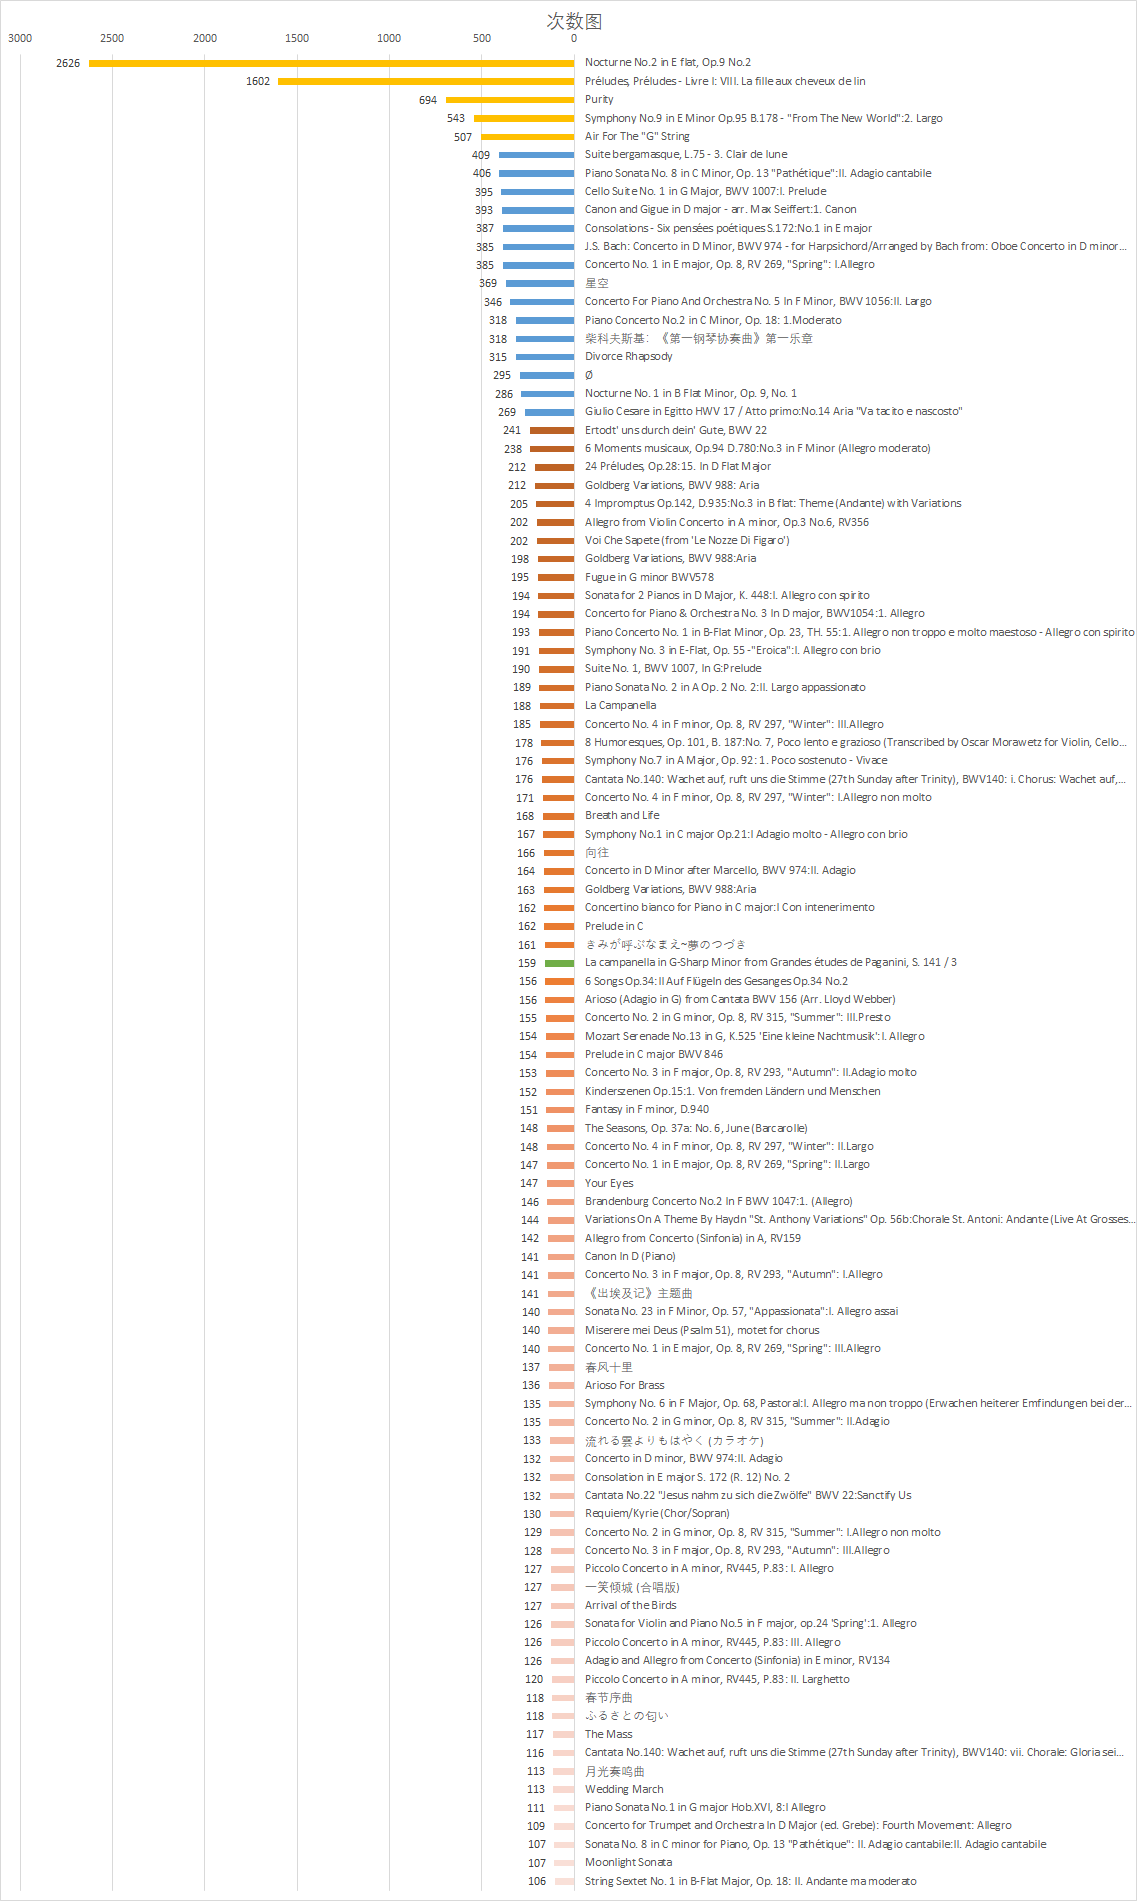 次数图
3000 2500 2000 1500 1000 500 0
2626 Nocturne No.2 in E flat, Op.9 No.2
1602 Préludes, Préludes - Livre I: VIII. La fille aux cheveux de lin
694 Purity
543 Symphony No.9 in E Minor Op.95 B.178 - "From The New World":2. Largo
507 Air For The "G" String
409 Suite bergamasque, L.75 - 3. Clair de lune
406 Piano Sonata No. 8 in C Minor, Op. 13 "Pathétique":II. Adagio cantabile
395 Cello Suite No. 1 in G Major, BWV 1007:I. Prelude
393 Canon and Gigue in D major - arr. Max Seiffert:1. Canon
387 Consolations - Six pensées poétiques S.172:No.1 in E major
385 J.S. Bach: Concerto in D Minor, BWV 974 - for Harpsichord/Arranged by Bach from: Oboe Concerto in D minor...
385 Concerto No. 1 in E major, Op. 8, RV 269, "Spring": I.Allegro
369 星空
346 Concerto For Piano And Orchestra No. 5 In F Minor, BWV 1056:II. Largo
318 Piano Concerto No.2 in C Minor, Op. 18: 1.Moderato
318 柴科夫斯基：《第一钢琴协奏曲》第一乐章
315 Divorce Rhapsody
295 Ø
286 Nocturne No. 1 in B Flat Minor, Op. 9, No. 1
269 Giulio Cesare in Egitto HWV 17 / Atto primo:No.14 Aria "Va tacito e nascosto"
241 Ertodt' uns durch dein' Gute, BWV 22
238 6 Moments musicaux, Op.94 D.780:No.3 in F Minor (Allegro moderato)
212 24 Préludes, Op.28:15. In D Flat Major
212 Goldberg Variations, BWV 988: Aria
205 4 Impromptus Op.142, D.935:No.3 in B flat: Theme (Andante) with Variations
202 Allegro from Violin Concerto in A minor, Op.3 No.6, RV356
202 Voi Che Sapete (from 'Le Nozze Di Figaro')
198 Goldberg Variations, BWV 988:Aria
195 Fugue in G minor BWV578
194 Sonata for 2 Pianos in D Major, K. 448:I. Allegro con spirito
194 Concerto for Piano & Orchestra No. 3 In D major, BWV1054:1. Allegro
193 Piano Concerto No. 1 in B-Flat Minor, Op. 23, TH. 55:1. Allegro non troppo e molto maestoso - Allegro con spirito
191 Symphony No. 3 in E-Flat, Op. 55 -"Eroica":I. Allegro con brio
190 Suite No. 1, BWV 1007, In G:Prelude
189 Piano Sonata No. 2 in A Op. 2 No. 2:II. Largo appassionato
188 La Campanella
185 Concerto No. 4 in F minor, Op. 8, RV 297, "Winter": III.Allegro
178 8 Humoresques, Op. 101, B. 187:No. 7, Poco lento e grazioso (Transcribed by Oscar Morawetz for Violin, Cello...
176 Symphony No.7 in A Major, Op. 92: 1. Poco sostenuto - Vivace
176 Cantata No.140: Wachet auf, ruft uns die Stimme (27th Sunday after Trinity), BWV140: i. Chorus: Wachet auf,...
171 Concerto No. 4 in F minor, Op. 8, RV 297, "Winter": I.Allegro non molto
168 Breath and Life
167 Symphony No.1 in C major Op.21:I Adagio molto - Allegro con brio
166 向往
164 Concerto in D Minor after Marcello, BWV 974:II. Adagio
163 Goldberg Variations, BWV 988:Aria
162 Concertino bianco for Piano in C major:I Con intenerimento
162 Prelude in C
161 きみが呼ぶなまえ~夢のつづき
159 La campanella in G-Sharp Minor from Grandes études de Paganini, S. 141 / 3
156 6 Songs Op.34: II Auf Flügeln des Gesanges Op.34 No.2
156 Arioso (Adagio in G) from Cantata BWV 156 (Arr. Lloyd Webber)
155 Concerto No. 2 in G minor, Op. 8, RV 315, "Summer": III.Presto
154 Mozart Serenade No.13 in G, K.525 'Eine kleine Nachtmusik': I. Allegro
154 Prelude in C major BWV 846
153 Concerto No. 3 in F major, Op. 8, RV 293, "Autumn": II.Adagio molto
152 Kinderszenen Op.15:1. Von fremden Ländern und Menschen
151 Fantasy in F minor, D.940
148 The Seasons, Op. 37a: No. 6, June (Barcarolle)
148 Concerto No. 4 in F minor, Op. 8, RV 297, "Winter": II.Largo
147 Concerto No. 1 in E major, Op. 8, RV 269, "Spring": II.Largo
147 Your Eyes
146 Brandenburg Concerto No.2 In F BWV 1047:1. (Allegro)
144 Variations On A Theme By Haydn "St. Anthony Variations" Op. 56b:Chorale St. Antoni: Andante (Live At Grosses...
142 Allegro from Concerto (Sinfonia) in A, RV159
141 Canon In D (Piano)
141 Concerto No. 3 in F major, Op. 8, RV 293, "Autumn": I.Allegro
141 《出埃及记》主题曲
140 Sonata No. 23 in F Minor, Op. 57, "Appassionata":I. Allegro assai
140 Miserere mei Deus (Psalm 51), motet for chorus
140 Concerto No. 1 in E major, Op. 8, RV 269, "Spring": III.Allegro
137 春风十里
136 Arioso For Brass
135 Symphony No. 6 in F Major, Op. 68, Pastoral:I. Allegro ma non troppo (Erwachen heiterer Emfindungen bei der...
135 Concerto No. 2 in G minor, Op. 8, RV 315, "Summer": II.Adagio
133 流れる雲よりもはやく (カラオケ)
132 Concerto in D minor, BWV 974:II. Adagio
132 Consolation in E major S. 172 (R. 12) No. 2
132 Cantata No.22 "Jesus nahm zu sich die Zwölfe" BWV 22:Sanctify Us
130 Requiem/Kyrie (Chor/Sopran)
129 Concerto No. 2 in G minor, Op. 8, RV 315, "Summer": I.Allegro non molto
128 Concerto No. 3 in F major, Op. 8, RV 293, "Autumn": III.Allegro
127 Piccolo Concerto in A minor, RV445, P.83: I. Allegro
127 一笑倾城 (合唱版)
127 Arrival of the Birds
126 Sonata for Violin and Piano No.5 in F major, op.24 'Spring':1. Allegro
126 Piccolo Concerto in A minor, RV445, P.83: III. Allegro
126 Adagio and Allegro from Concerto (Sinfonia) in E minor, RV134
120 Piccolo Concerto in A minor, RV445, P.83: II. Larghetto
118 春节序曲
118 ふるさとの匂い
117 The Mass
116 Cantata No.140: Wachet auf, ruft uns die Stimme (27th Sunday after Trinity), BWV140: vii. Chorale: Gloria sei...
113 月光奏鸣曲
113 Wedding March
111 Piano Sonata No.1 in G major Hob.XVI, 8:I Allegro
109 Concerto for Trumpet and Orchestra In D Major (ed. Grebe): Fourth Movement: Allegro
107 Sonata No. 8 in C minor for Piano, Op. 13 "Pathétique": II. Adagio cantabile:II. Adagio cantabile
107 Moonlight Sonata
106 String Sextet No. 1 in B-Flat Major, Op. 18: II. Andante ma moderato